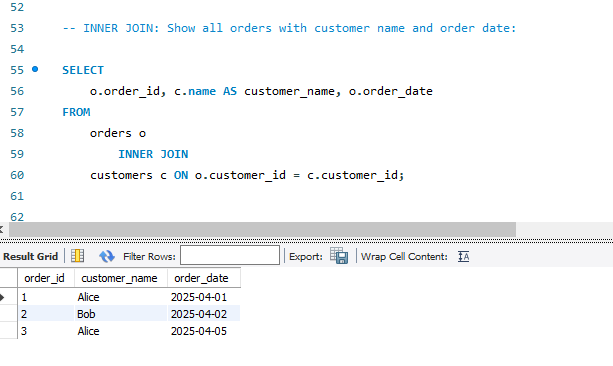 52
53 -- INNER JOIN: Show all orders with customer name and order date:
54
55 SELECT
56 o.order_id, c.name AS customer_name, o.order_date
57 FROM
58 orders o
59 INNER JOIN
60 customers c ON o.customer_id = c.customer_id;
61
62
Result Grid Filter Rows: Export: Wrap Cell Content: IA
order_id customer_name order_date
1 Alice 2025-04-01
2 Bob 2025-04-02
3 Alice 2025-04-05